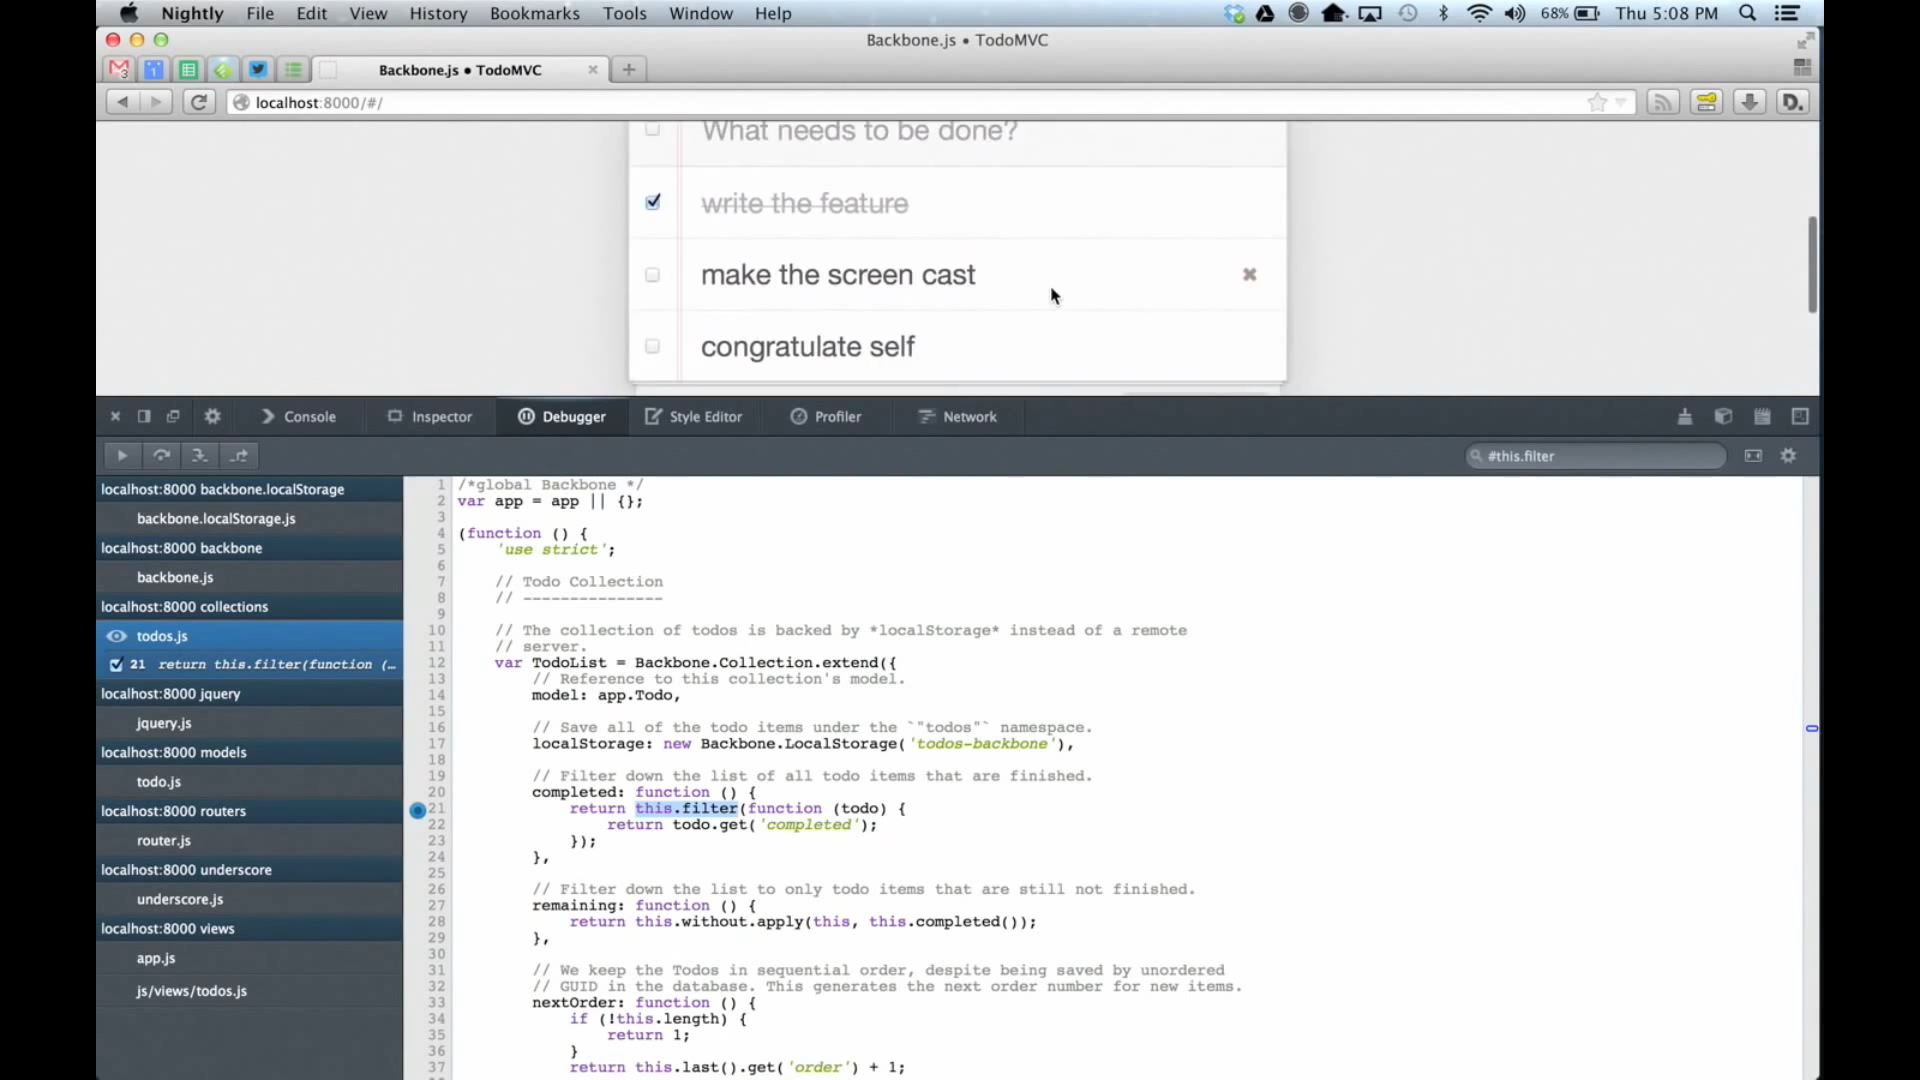 Nightly File Edit View History Bookmarks Tools Window Help 68% Thu 5:08 PM
Backbone.js • TodoMVC
Backbone.js • TodoMVC
localhost:8000/#/
What needs to be done?
write the feature
make the screen cast
congratulate self
Console Inspector Debugger Style Editor Profiler Network
#this.filter
localhost:8000 backbone.localStorage
backbone.localStorage.js
localhost:8000 backbone
backbone.js
localhost:8000 collections
todos.js
21 return this.filter(function (…
localhost:8000 jquery
jquery.js
localhost:8000 models
todo.js
localhost:8000 routers
router.js
localhost:8000 underscore
underscore.js
localhost:8000 views
app.js
js/views/todos.js
1 /*global Backbone */
2 var app = app || {};
3
4 (function () {
5 'use strict';
6
7 // Todo Collection
8 // ---------------
9
10 // The collection of todos is backed by *localStorage* instead of a remote
11 // server.
12 var TodoList = Backbone.Collection.extend({
13 // Reference to this collection's model.
14 model: app.Todo,
15
16 // Save all of the todo items under the `"todos"` namespace.
17 localStorage: new Backbone.LocalStorage('todos-backbone'),
18
19 // Filter down the list of all todo items that are finished.
20 completed: function () {
21 return this.filter(function (todo) {
22 return todo.get('completed');
23 });
24 },
25
26 // Filter down the list to only todo items that are still not finished.
27 remaining: function () {
28 return this.without.apply(this, this.completed());
29 },
30
31 // We keep the Todos in sequential order, despite being saved by unordered
32 // GUID in the database. This generates the next order number for new items.
33 nextOrder: function () {
34 if (!this.length) {
35 return 1;
36 }
37 return this.last().get('order') + 1;